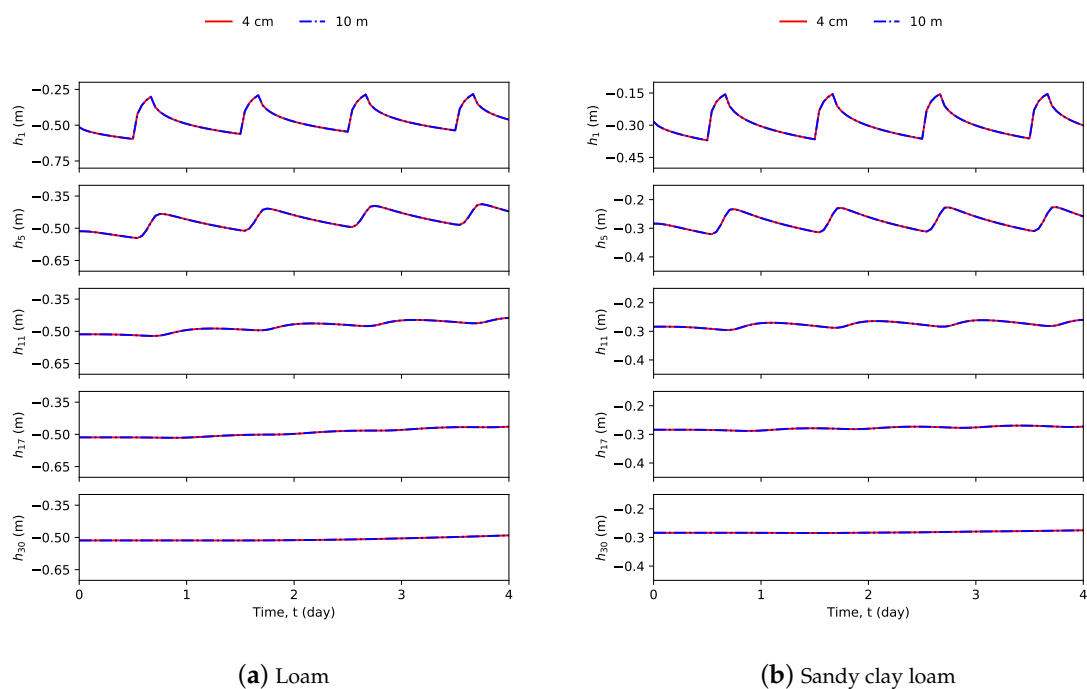 4 cm 10 m
−0.25
−0.50
−0.75
h1 (m)
−0.35
−0.50
−0.65
h5 (m)
−0.35
−0.50
−0.65
h11 (m)
−0.35
−0.50
−0.65
h17 (m)
−0.35
−0.50
−0.65
h30 (m)
0 1 2 3 4
Time, t (day)
(a) Loam
4 cm 10 m
−0.15
−0.30
−0.45
h1 (m)
−0.2
−0.3
−0.4
h5 (m)
−0.2
−0.3
−0.4
h11 (m)
−0.2
−0.3
−0.4
h17 (m)
−0.2
−0.3
−0.4
h30 (m)
0 1 2 3 4
Time, t (day)
(b) Sandy clay loam